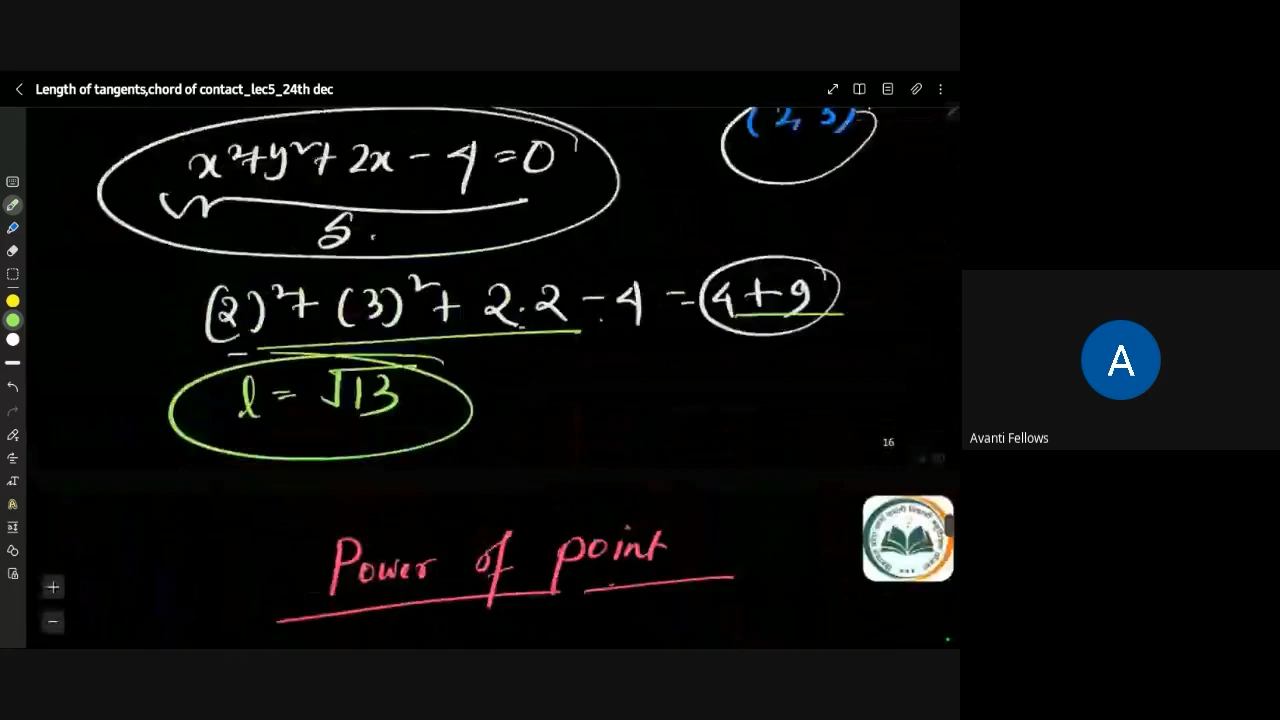 Length of tangents,chord of contact_lec5_24th dec
(2, 3)
x²+y²+ 2x - 4 = 0
S.
(2)² + (3)² + 2.2 - 4 = 4+9
l = √13
16
Power of point
A
Avanti Fellows